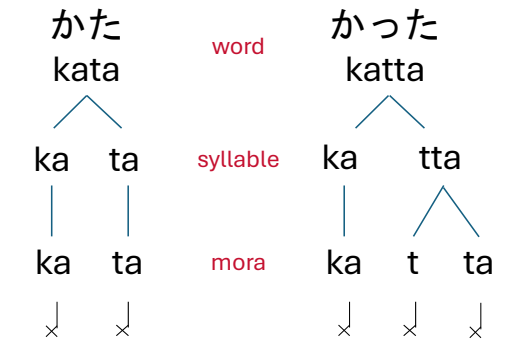 かた word かった
kata katta
ka ta syllable ka tta
ka ta mora ka t ta